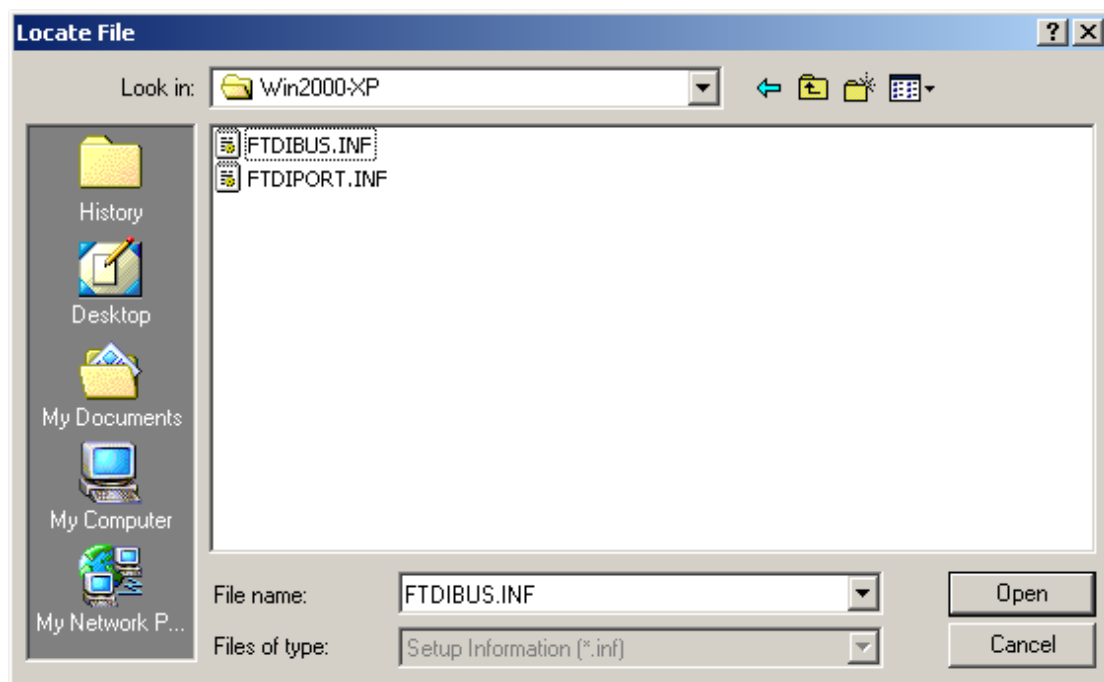 Locate File
Look in:
Win2000-XP
FTDIBUS.INF
FTDIPORT.INF
History
Desktop
My Documents
My Computer
My Network P...
File name:
FTDIBUS.INF
Open
Files of type:
Setup Information (*.inf)
Cancel